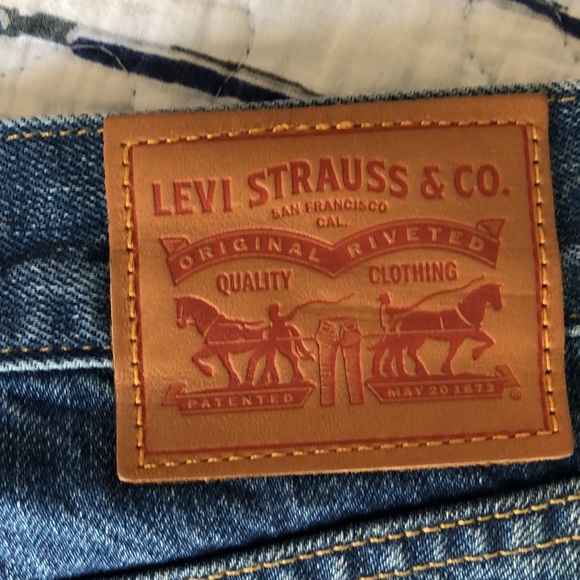 LEVI STRAUSS & CO.
SAN FRANCISCO
CAL.
ORIGINAL RIVETED
QUALITY CLOTHING
PATENTED MAY 20 1873
®